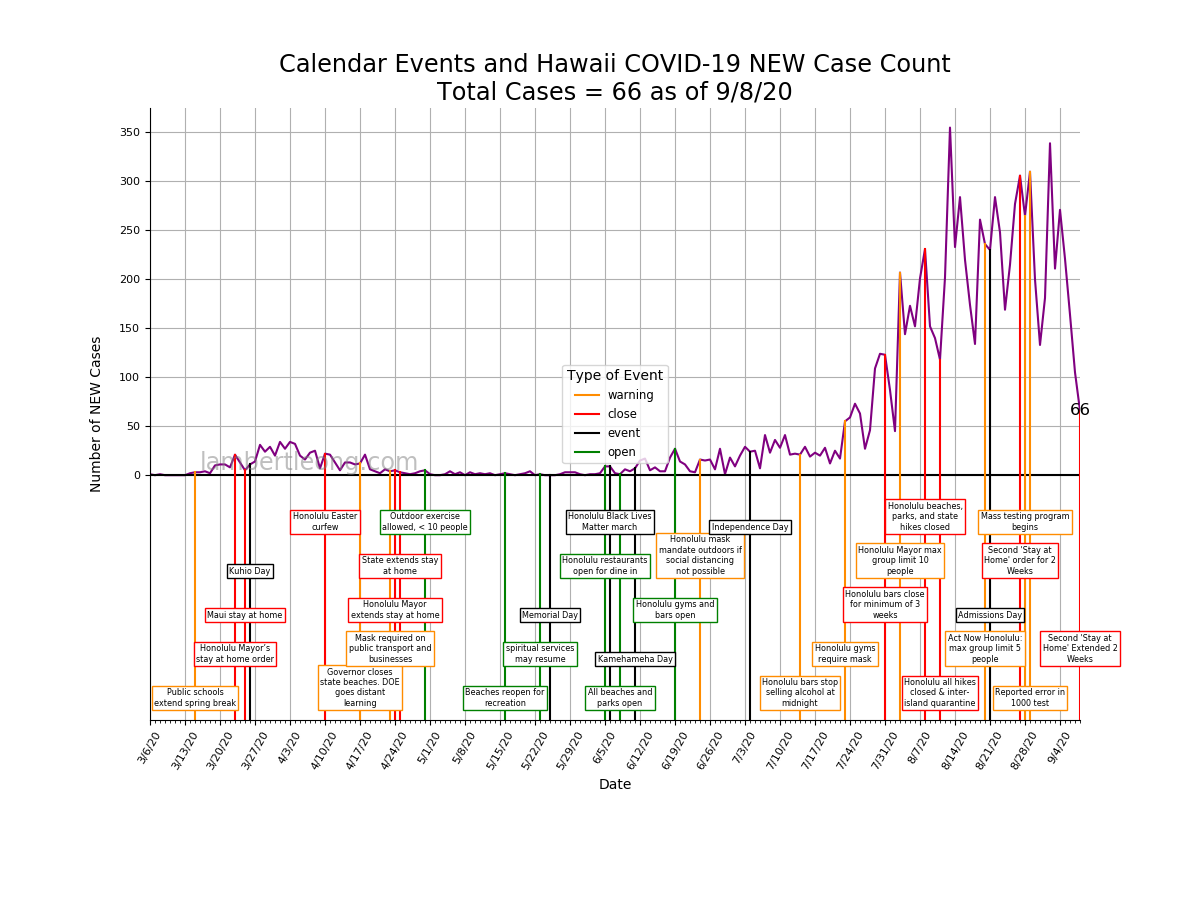 Calendar Events and Hawaii COVID-19 NEW Case Count
Total Cases = 66 as of 9/8/20
Number of NEW Cases
350
300
250
200
150
100
50
0
Type of Event
warning
close
event
open
66
Honolulu Easter
curfew
Outdoor exercise
allowed, < 10 people
Honolulu Black Lives
Matter march
Independence Day
Honolulu beaches,
parks, and state
hikes closed
Mass testing program
begins
Kuhio Day
State extends stay
at home
Honolulu restaurants
open for dine in
Honolulu mask
mandate outdoors if
social distancing
not possible
Honolulu Mayor max
group limit 10
people
Second 'Stay at
Home' order for 2
Weeks
Maui stay at home
Honolulu Mayor
extends stay at home
Memorial Day
Honolulu gyms and
bars open
Honolulu bars close
for minimum of 3
weeks
Admissions Day
Honolulu Mayor's
stay at home order
Mask required on
public transport and
businesses
spiritual services
may resume
Kamehameha Day
Honolulu gyms
require mask
Act Now Honolulu:
max group limit 5
people
Second 'Stay at
Home' Extended 2
Weeks
Public schools
extend spring break
Governor closes
state beaches. DOE
goes distant
learning
Beaches reopen for
recreation
All beaches and
parks open
Honolulu bars stop
selling alcohol at
midnight
Honolulu all hikes
closed & inter-
island quarantine
Reported error in
1000 test
3/6/20
3/13/20
3/20/20
3/27/20
4/3/20
4/10/20
4/17/20
4/24/20
5/1/20
5/8/20
5/15/20
5/22/20
5/29/20
6/5/20
6/12/20
6/19/20
6/26/20
7/3/20
7/10/20
7/17/20
7/24/20
7/31/20
8/7/20
8/14/20
8/21/20
8/28/20
9/4/20
Date